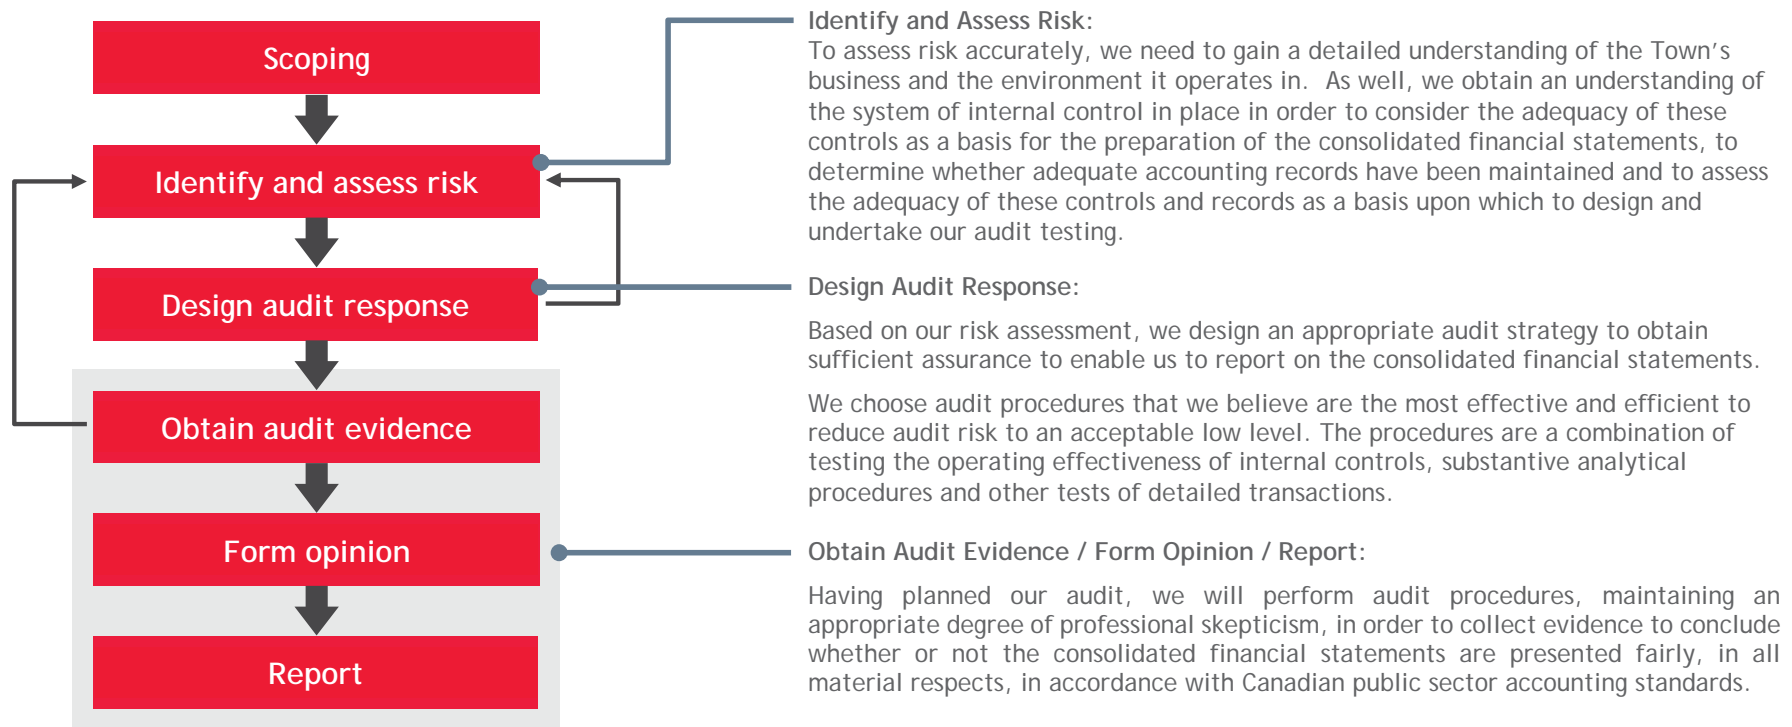 Scoping
Identify and assess risk
Design audit response
Obtain audit evidence
Form opinion
Report
Identify and Assess Risk:
To assess risk accurately, we need to gain a detailed understanding of the Town's
business and the environment it operates in.  As well, we obtain an understanding of
the system of internal control in place in order to consider the adequacy of these
controls as a basis for the preparation of the consolidated financial statements, to
determine whether adequate accounting records have been maintained and to assess
the adequacy of these controls and records as a basis upon which to design and
undertake our audit testing.
Design Audit Response:
Based on our risk assessment, we design an appropriate audit strategy to obtain
sufficient assurance to enable us to report on the consolidated financial statements.
We choose audit procedures that we believe are the most effective and efficient to
reduce audit risk to an acceptable low level. The procedures are a combination of
testing the operating effectiveness of internal controls, substantive analytical
procedures and other tests of detailed transactions.
Obtain Audit Evidence / Form Opinion / Report:
Having planned our audit, we will perform audit procedures, maintaining an
appropriate degree of professional skepticism, in order to collect evidence to conclude
whether or not the consolidated financial statements are presented fairly, in all
material respects, in accordance with Canadian public sector accounting standards.